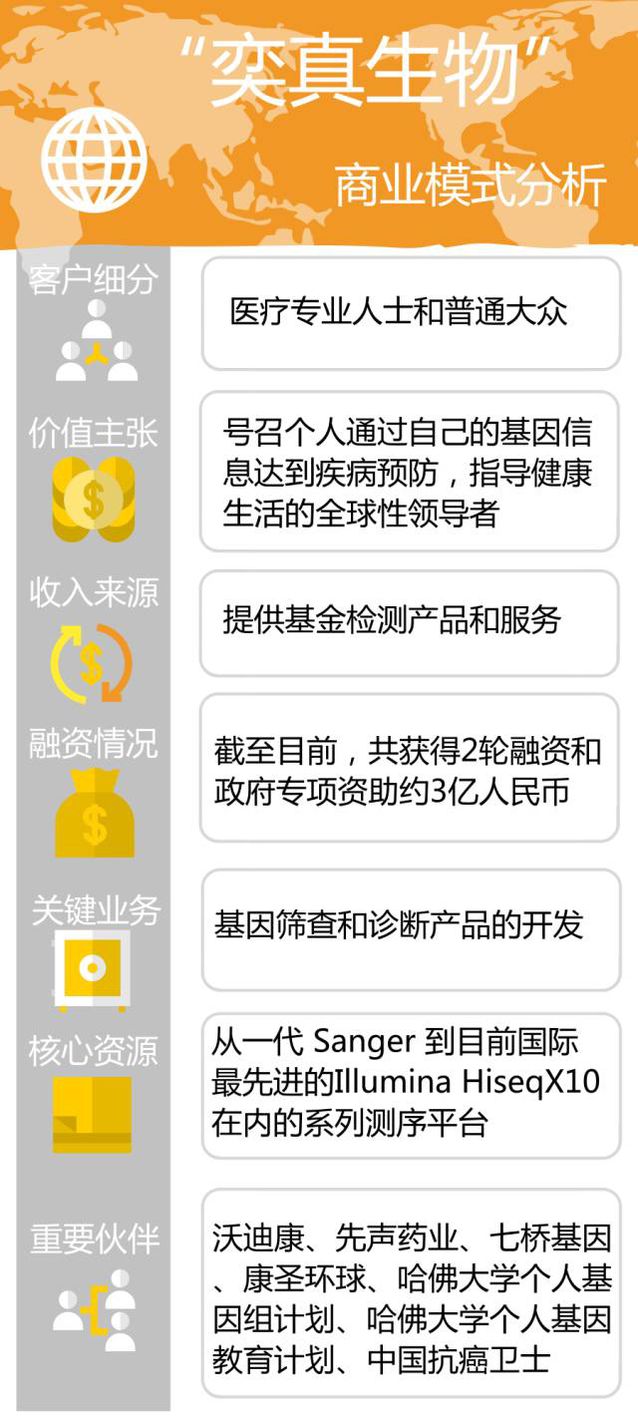 “奕真生物”
商业模式分析
客户细分
医疗专业人士和普通大众
价值主张
号召个人通过自己的基因信
息达到疾病预防，指导健康
生活的全球性领导者
收入来源
提供基金检测产品和服务
融资情况
截至目前，共获得2轮融资和
政府专项资助约3亿人民币
关键业务
基因筛查和诊断产品的开发
核心资源
从一代 Sanger 到目前国际
最先进的Illumina HiseqX10
在内的系列测序平台
重要伙伴
沃迪康、先声药业、七桥基因
、康圣环球、哈佛大学个人基
因组计划、哈佛大学个人基因
教育计划、中国抗癌卫士